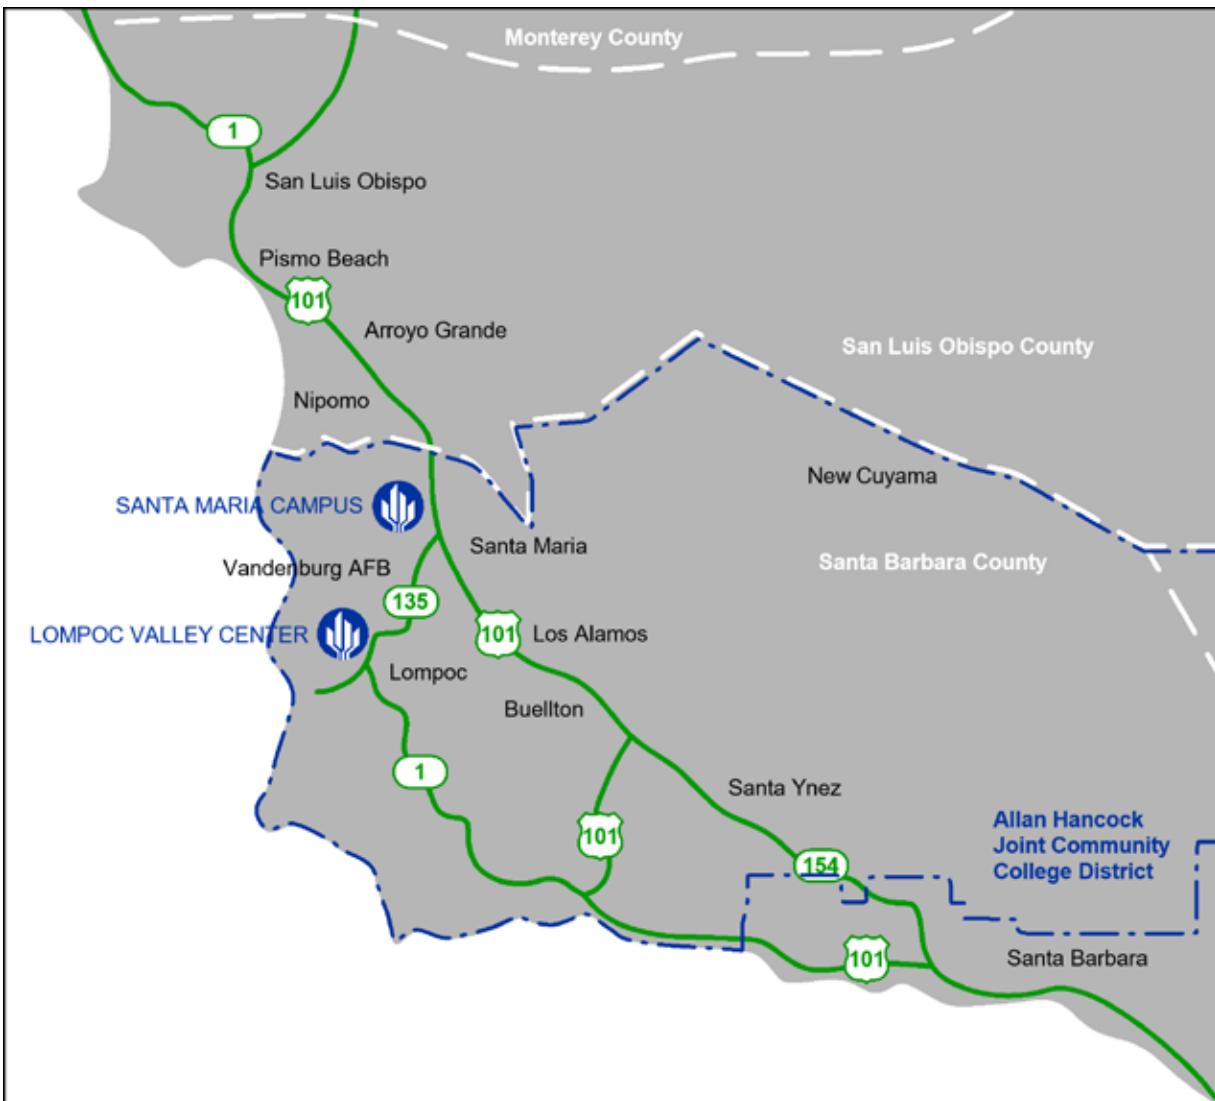 Monterey County
1
San Luis Obispo
Pismo Beach
101
Arroyo Grande
San Luis Obispo County
Nipomo
New Cuyama
SANTA MARIA CAMPUS
Santa Maria
Santa Barbara County
Vandenburg AFB
135
LOMPOC VALLEY CENTER
101
Los Alamos
Lompoc
Buellton
1
Santa Ynez
101
Allan Hancock
Joint Community
College District
154
101
Santa Barbara